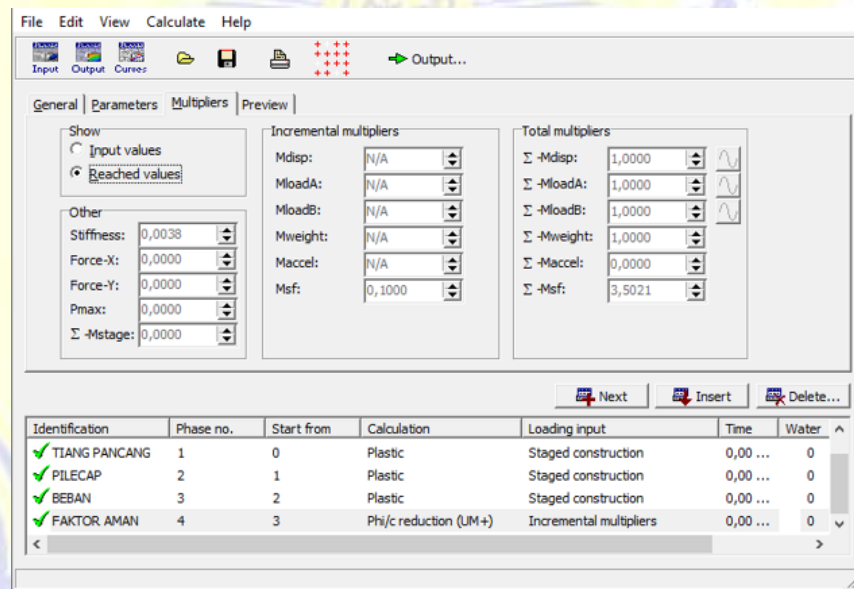 File Edit View Calculate Help
Input Output Curves Output...
General Parameters Multipliers Preview
Show
Input values
Reached values
Other
Stiffness: 0,0038
Force-X: 0,0000
Force-Y: 0,0000
Pmax: 0,0000
Σ -Mstage: 0,0000
Incremental multipliers
Mdisp: N/A
MloadA: N/A
MloadB: N/A
Mweight: N/A
Maccel: N/A
Msf: 0,1000
Total multipliers
Σ -Mdisp: 1,0000
Σ -MloadA: 1,0000
Σ -MloadB: 1,0000
Σ -Mweight: 1,0000
Σ -Maccel: 0,0000
Σ -Msf: 3,5021
Next Insert Delete...
Identification Phase no. Start from Calculation Loading input Time Water
TIANG PANCANG 1 0 Plastic Staged construction 0,00 ... 0
PILECAP 2 1 Plastic Staged construction 0,00 ... 0
BEBAN 3 2 Plastic Staged construction 0,00 ... 0
FAKTOR AMAN 4 3 Phi/c reduction (UM+) Incremental multipliers 0,00 ... 0